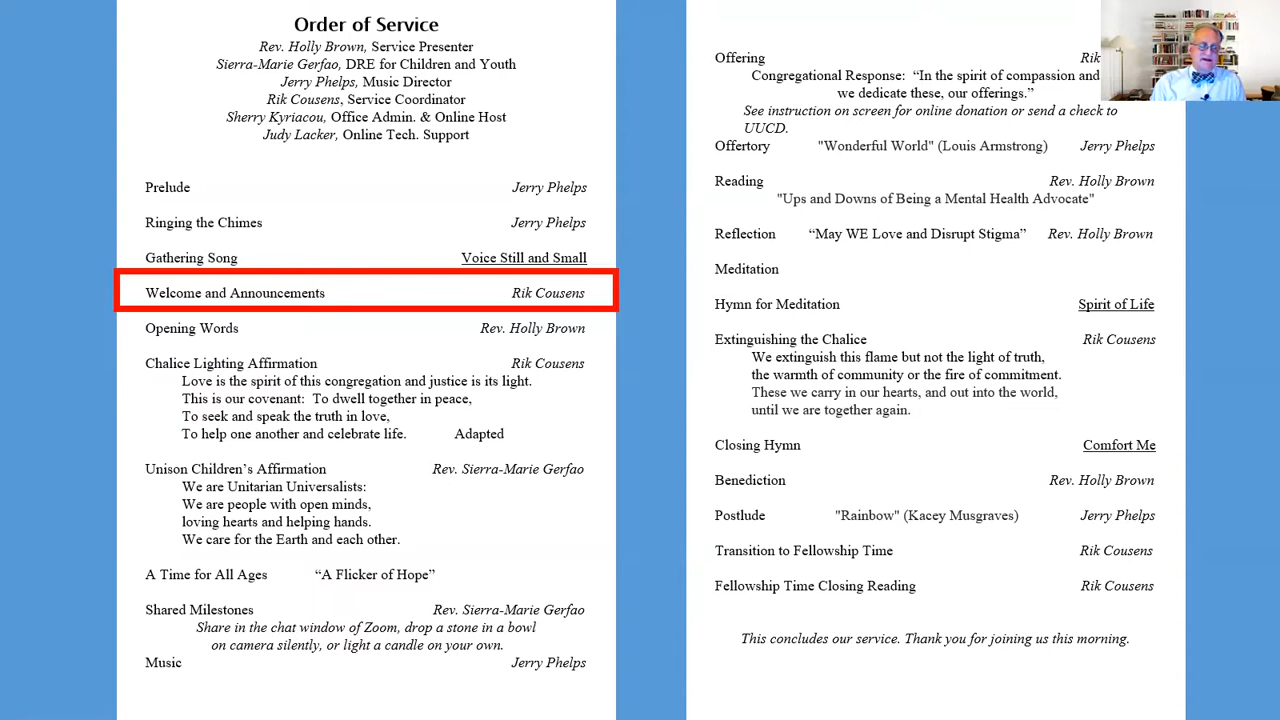 Order of Service
Rev. Holly Brown, Service Presenter
Sierra-Marie Gerfao, DRE for Children and Youth
Jerry Phelps, Music Director
Rik Cousens, Service Coordinator
Sherry Kyriacou, Office Admin. & Online Host
Judy Lacker, Online Tech. Support
Prelude Jerry Phelps
Ringing the Chimes Jerry Phelps
Gathering Song Voice Still and Small
Welcome and Announcements Rik Cousens
Opening Words Rev. Holly Brown
Chalice Lighting Affirmation Rik Cousens
Love is the spirit of this congregation and justice is its light.
This is our covenant: To dwell together in peace,
To seek and speak the truth in love,
To help one another and celebrate life. Adapted
Unison Children’s Affirmation Rev. Sierra-Marie Gerfao
We are Unitarian Universalists:
We are people with open minds,
loving hearts and helping hands.
We care for the Earth and each other.
A Time for All Ages “A Flicker of Hope”
Shared Milestones Rev. Sierra-Marie Gerfao
Share in the chat window of Zoom, drop a stone in a bowl
on camera silently, or light a candle on your own.
Music Jerry Phelps
Offering Rik
Congregational Response: “In the spirit of compassion and
we dedicate these, our offerings.”
See instruction on screen for online donation or send a check to
UUCD.
Offertory "Wonderful World" (Louis Armstrong) Jerry Phelps
Reading Rev. Holly Brown
"Ups and Downs of Being a Mental Health Advocate"
Reflection “May WE Love and Disrupt Stigma” Rev. Holly Brown
Meditation
Hymn for Meditation Spirit of Life
Extinguishing the Chalice Rik Cousens
We extinguish this flame but not the light of truth,
the warmth of community or the fire of commitment.
These we carry in our hearts, and out into the world,
until we are together again.
Closing Hymn Comfort Me
Benediction Rev. Holly Brown
Postlude "Rainbow" (Kacey Musgraves) Jerry Phelps
Transition to Fellowship Time Rik Cousens
Fellowship Time Closing Reading Rik Cousens
This concludes our service. Thank you for joining us this morning.